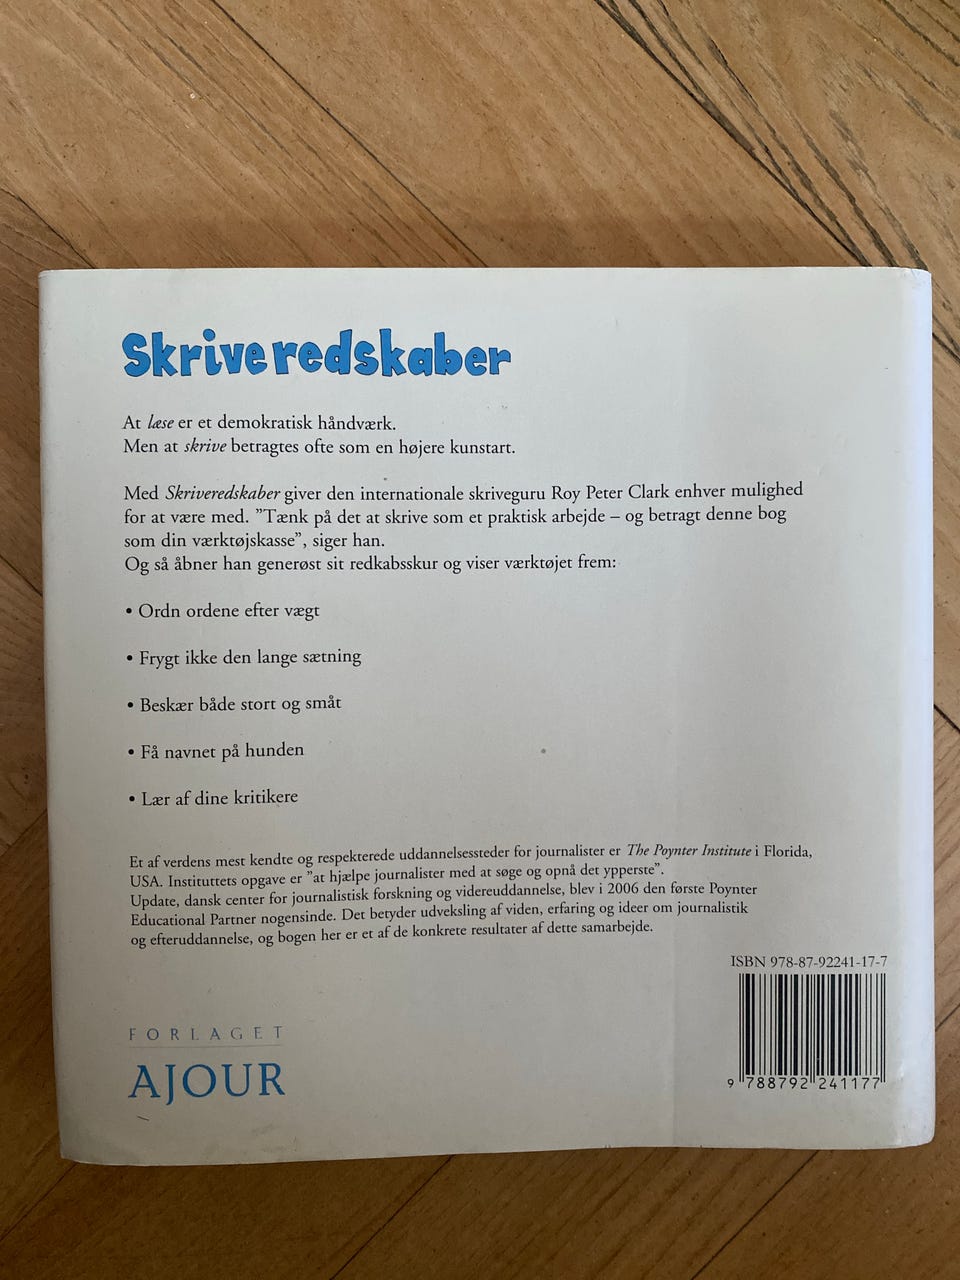 Skriveredskaber
At læse er et demokratisk håndværk.
Men at skrive betragtes ofte som en højere kunstart.
Med Skriveredskaber giver den internationale skriveguru Roy Peter Clark enhver mulighed
for at være med. ”Tænk på det at skrive som et praktisk arbejde – og betragt denne bog
som din værktøjskasse”, siger han.
Og så åbner han generøst sit redkabsskur og viser værktøjet frem:
• Ordn ordene efter vægt
• Frygt ikke den lange sætning
• Beskær både stort og småt
• Få navnet på hunden
• Lær af dine kritikere
Et af verdens mest kendte og respekterede uddannelsessteder for journalister er The Poynter Institute i Florida,
USA. Instituttets opgave er ”at hjælpe journalister med at søge og opnå det ypperste”.
Update, dansk center for journalistisk forskning og videreuddannelse, blev i 2006 den første Poynter
Educational Partner nogensinde. Det betyder udveksling af viden, erfaring og ideer om journalistik
og efteruddannelse, og bogen her er et af de konkrete resultater af dette samarbejde.
ISBN 978-87-92241-17-7
9 788792 241177
FORLAGET
AJOUR